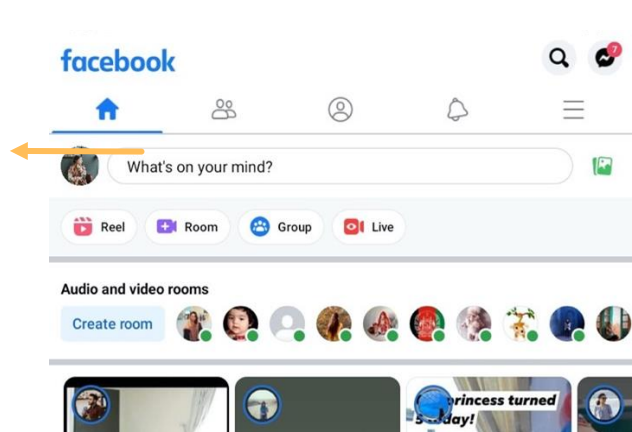 facebook
7
What's on your mind?
Reel
Room
Group
Live
Audio and video rooms
Create room
princess turned
day!